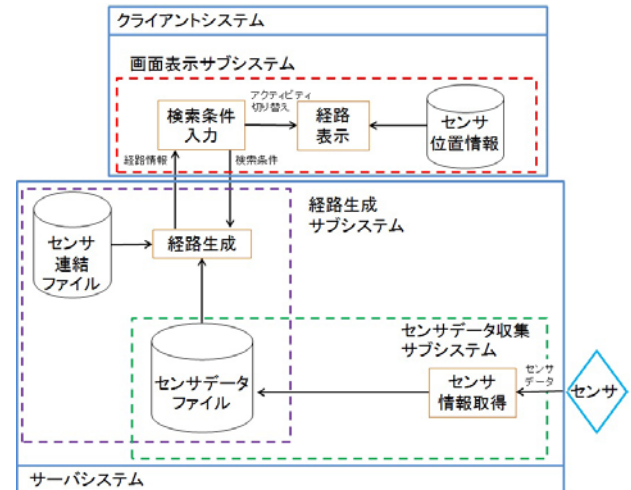 クライアントシステム
画面表示サブシステム
アクティビティ
切り替え
検索条件
入力
経路
表示
センサ
位置情報
経路情報
検索条件
経路生成
サブシステム
センサ
連結
ファイル
経路生成
センサデータ収集
サブシステム
センサデータ
ファイル
センサ
情報取得
センサ
データ
センサ
サーバシステム